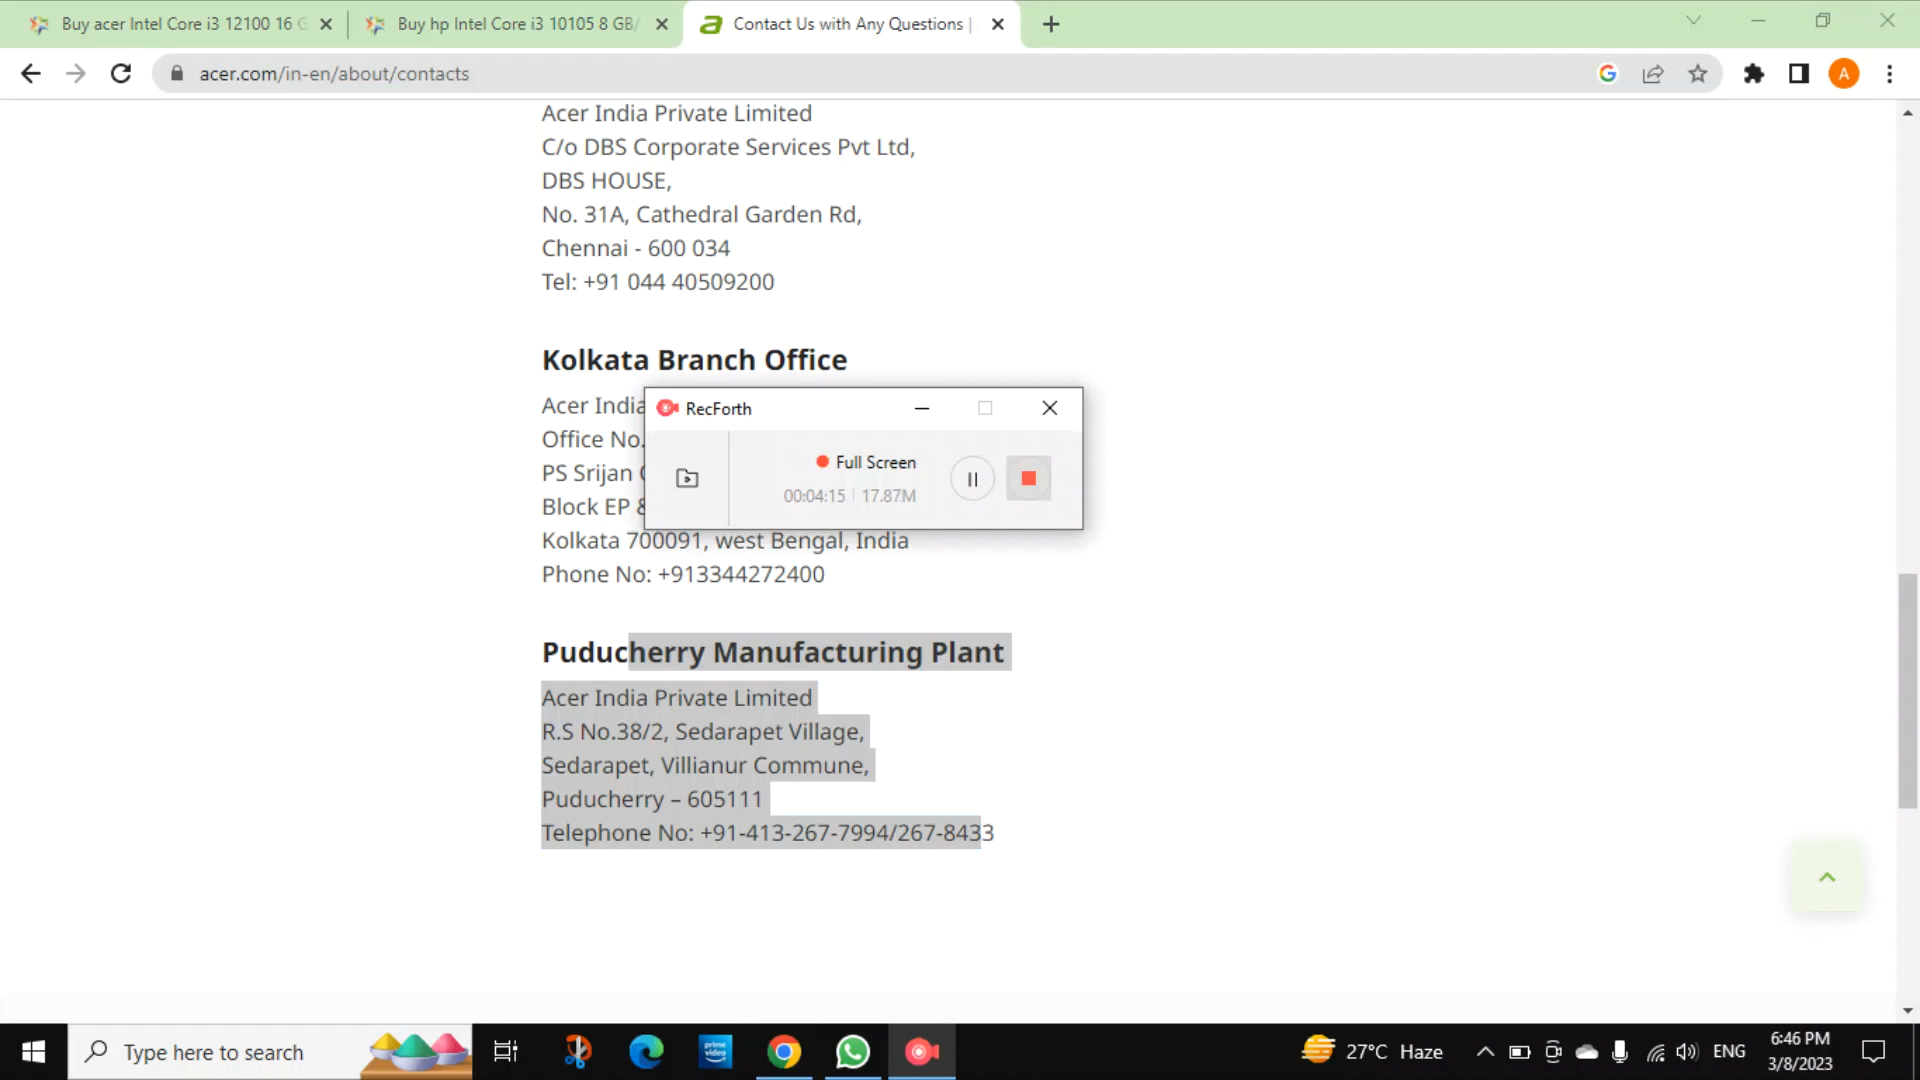 Buy acer Intel Core i3 12100 16 G
Buy hp Intel Core i3 10105 8 GB/
Contact Us with Any Questions |
acer.com/in-en/about/contacts
A
Acer India Private Limited
C/o DBS Corporate Services Pvt Ltd,
DBS HOUSE,
No. 31A, Cathedral Garden Rd,
Chennai - 600 034
Tel: +91 044 40509200
Kolkata Branch Office
Acer India
Office No.
PS Srijan
Block EP &
Kolkata 700091, west Bengal, India
Phone No: +913344272400
RecForth
Full Screen
00:04:15 | 17.87M
Puducherry Manufacturing Plant
Acer India Private Limited
R.S No.38/2, Sedarapet Village,
Sedarapet, Villianur Commune,
Puducherry – 605111
Telephone No: +91-413-267-7994/267-8433
Type here to search
prime video
27°C Haze
ENG
6:46 PM
3/8/2023